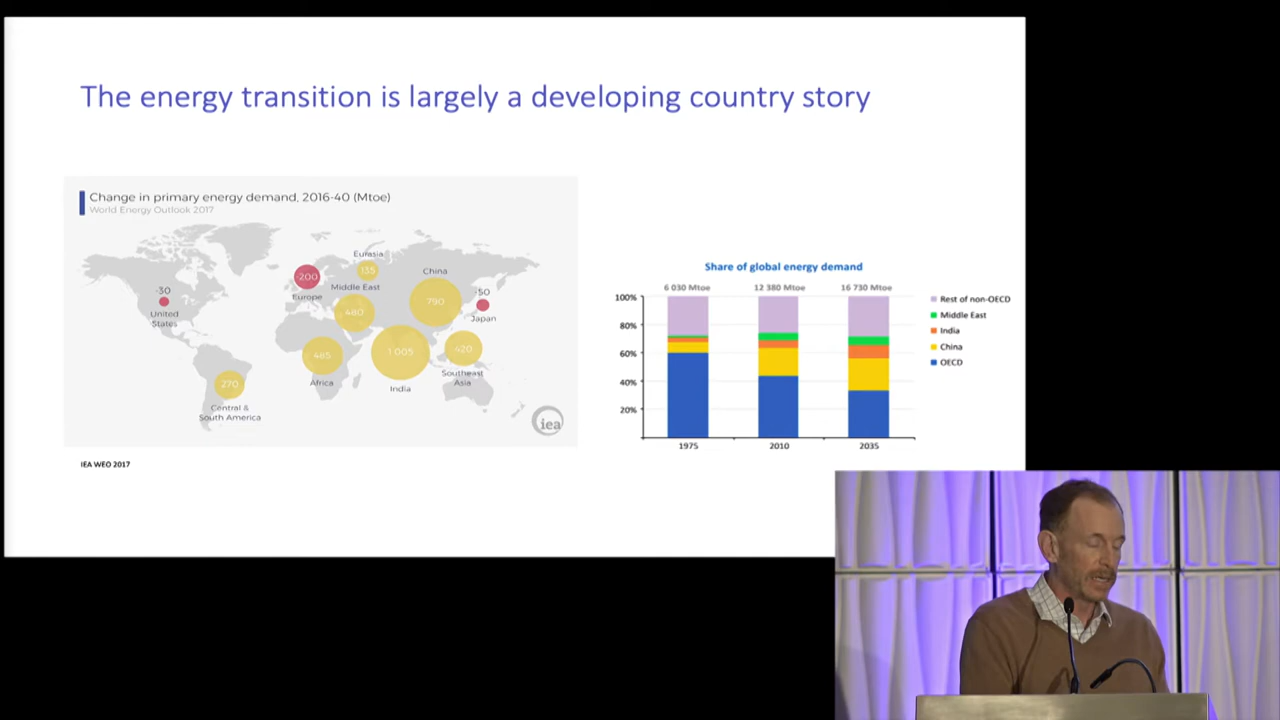 The energy transition is largely a developing country story
Change in primary energy demand, 2016-40 (Mtoe)
World Energy Outlook 2017
-30
United
States
-200
Europe
Eurasia
135
Middle East
480
China
790
-50
Japan
485
Africa
1 005
India
420
Southeast
Asia
270
Central &
South America
iea
IEA WEO 2017
Share of global energy demand
6 030 Mtoe
12 380 Mtoe
16 730 Mtoe
100%
80%
60%
40%
20%
1975
2010
2035
Rest of non-OECD
Middle East
India
China
OECD